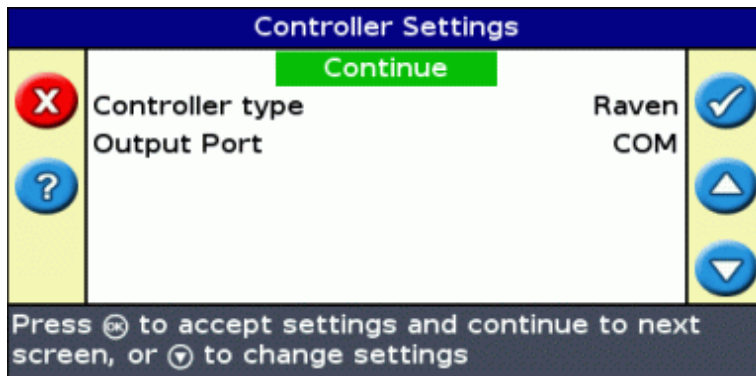 Controller Settings
Continue
Controller type Raven
Output Port COM
Press OK to accept settings and continue to next
screen, or to change settings